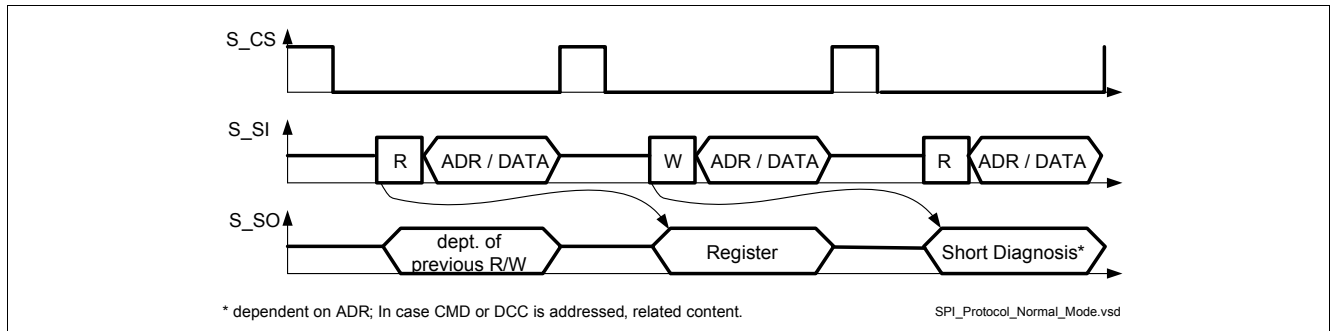 S_CS
S_SI
R
ADR / DATA
W
ADR / DATA
R
ADR / DATA
S_SO
dept. of
previous R/W
Register
Short Diagnosis*
* dependent on ADR; In case CMD or DCC is addressed, related content.
SPI_Protocol_Normal_Mode.vsd